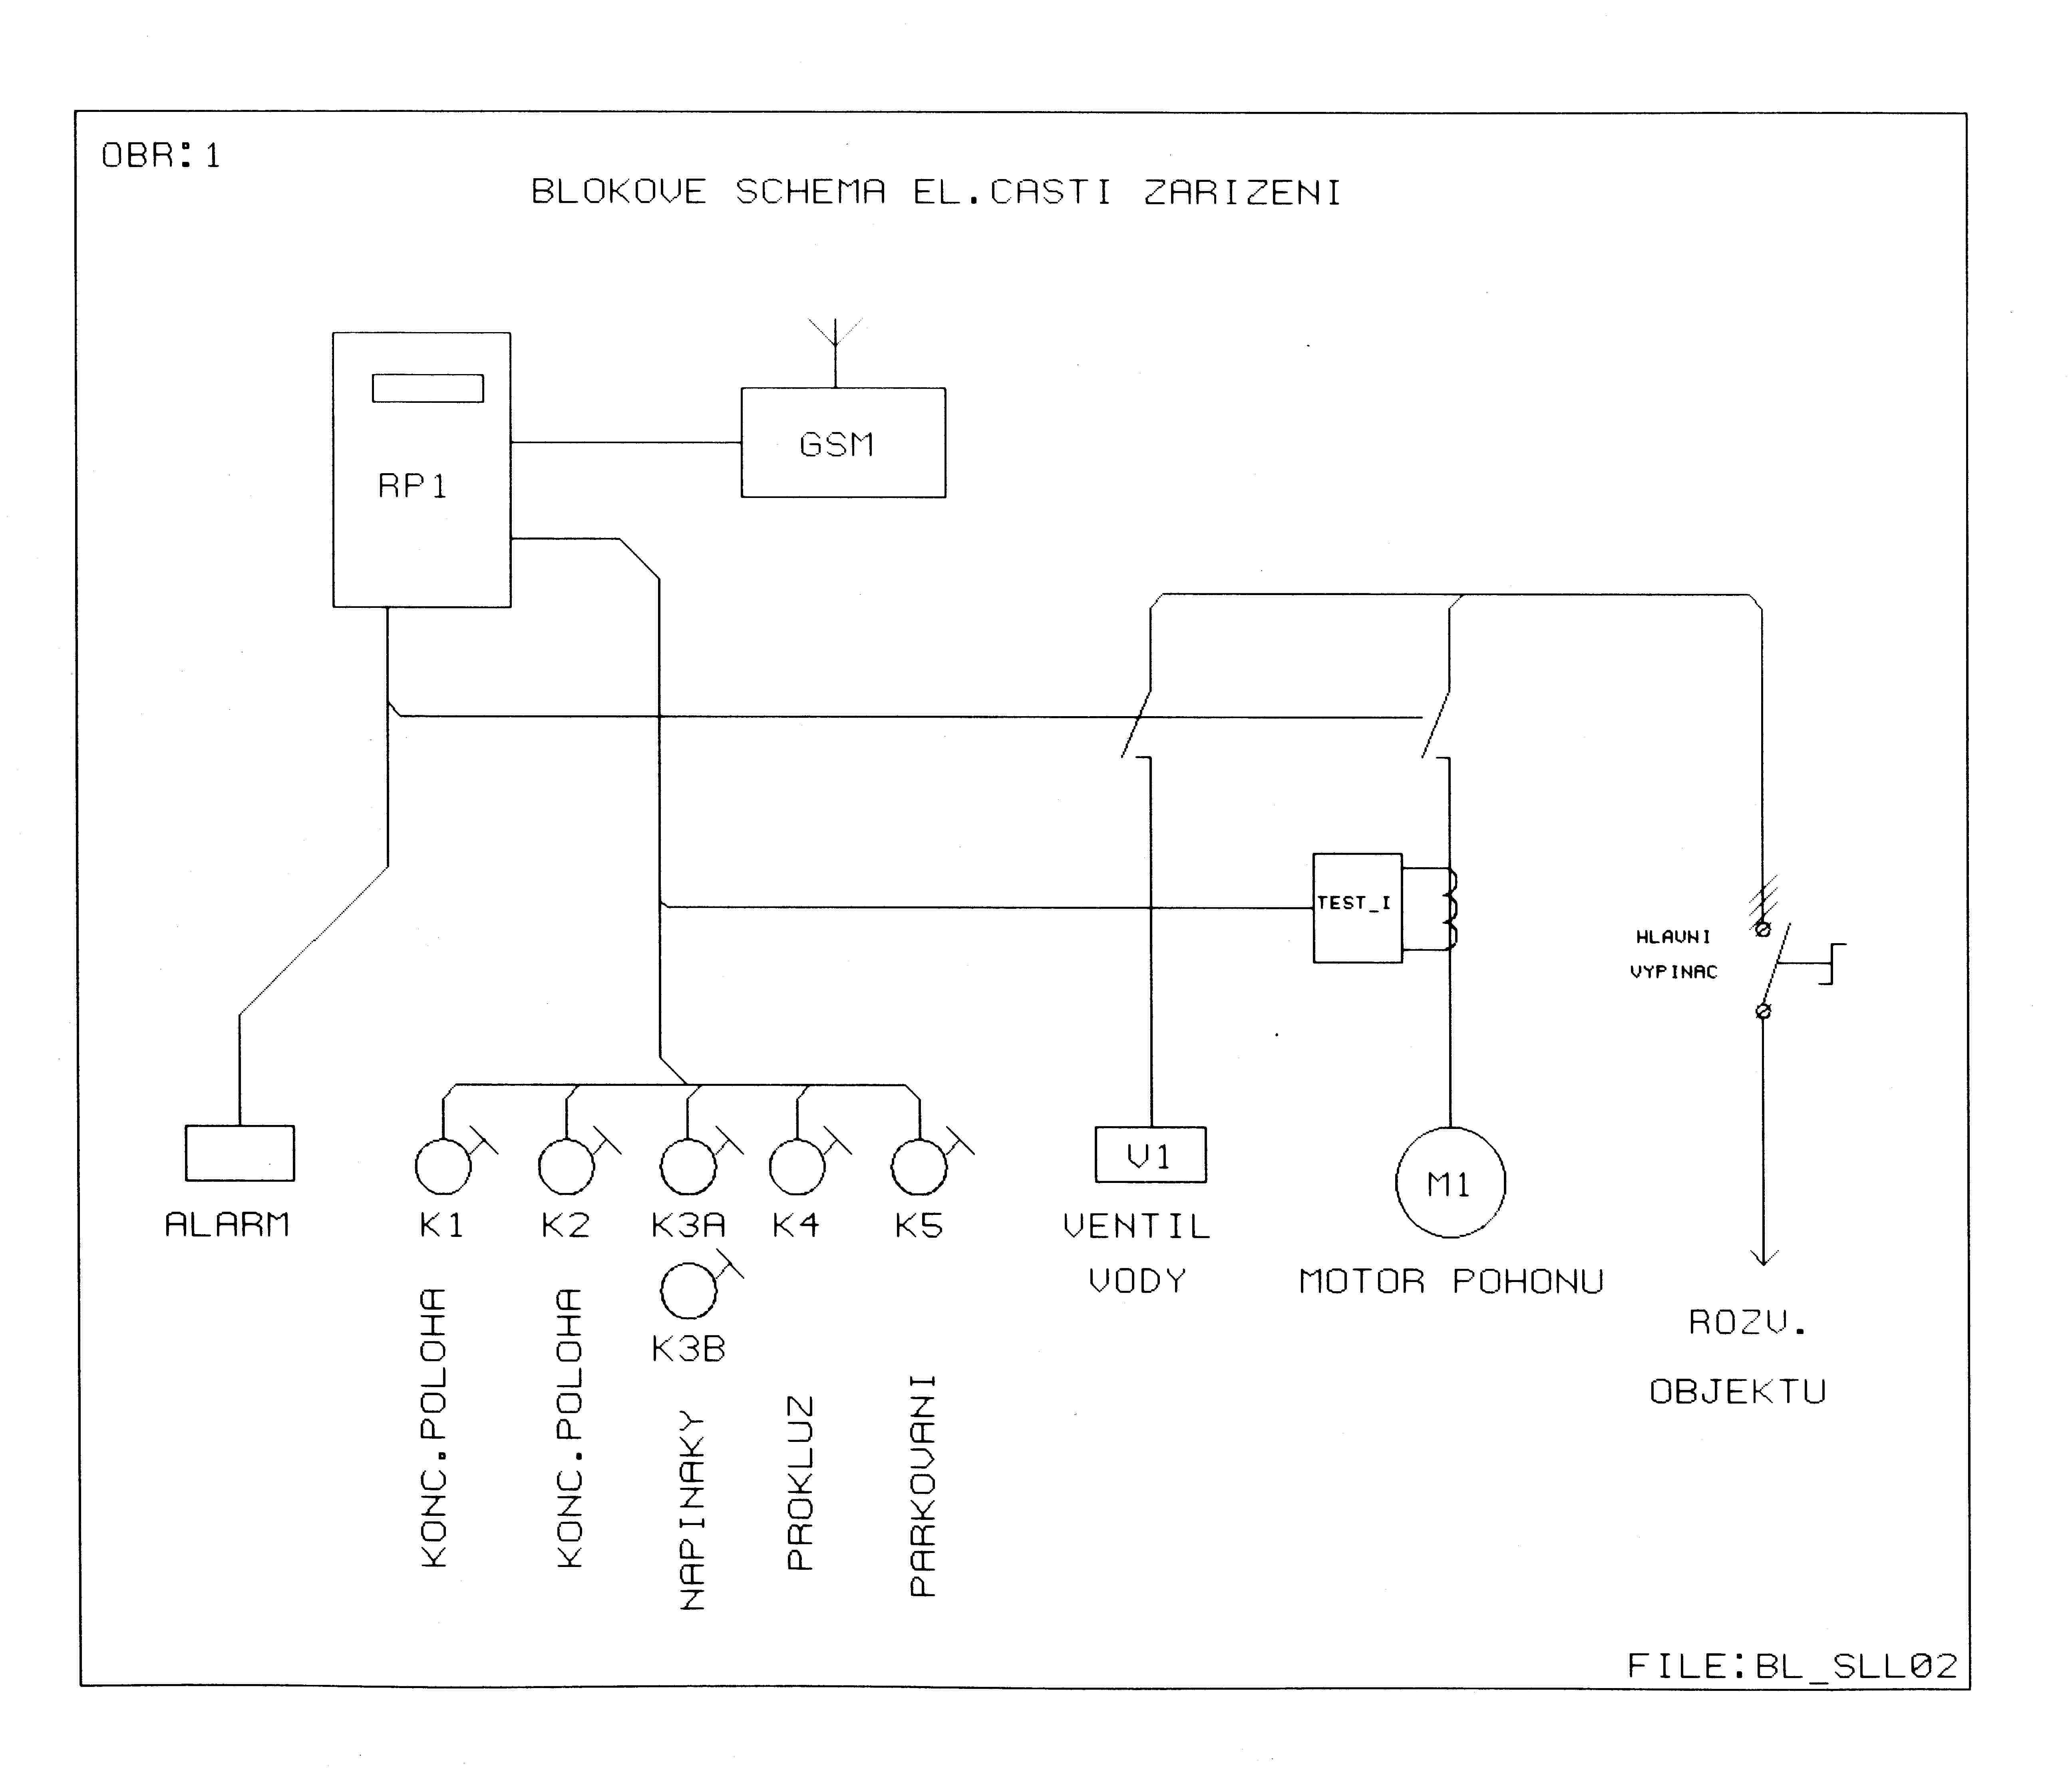 OBR:1
BLOKOVE SCHEMA EL.CASTI ZARIZENI
GSM
RP1
TEST_I
HLAVNI
VYPINAC
V1
M1
ALARM
K1
K2
K3A
K4
K5
VENTIL
VODY
MOTOR POHONU
K3B
ROZV.
OBJEKTU
KONC.POLOHA
KONC.POLOHA
NAPINAKY
PROKLUZ
PARKOVANI
FILE:BL_SLL02